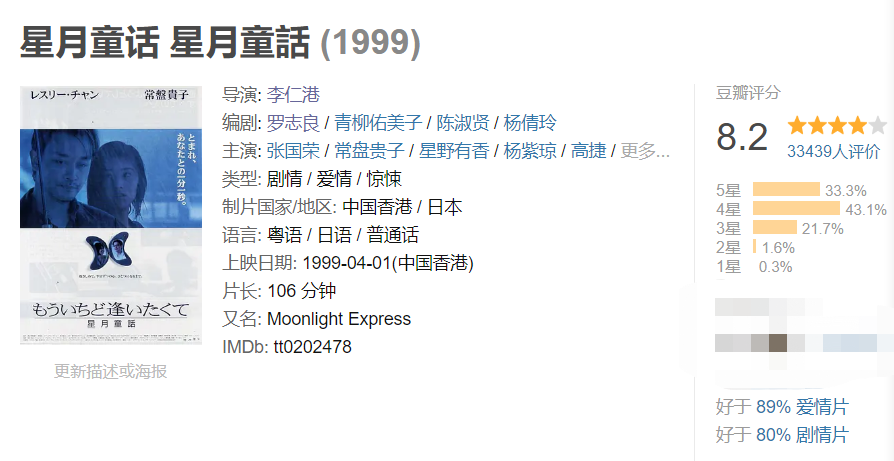 星月童话 星月童話 (1999)
レスリー・チャン 常盤貴子
とまれ、
あなたとの一分一秒。
もういちど逢いたくて
星月童話
更新描述或海报
导演: 李仁港
编剧: 罗志良 / 青柳佑美子 / 陈淑贤 / 杨倩玲
主演: 张国荣 / 常盘贵子 / 星野有香 / 杨紫琼 / 高捷 / 更多...
类型: 剧情 / 爱情 / 惊悚
制片国家/地区: 中国香港 / 日本
语言: 粤语 / 日语 / 普通话
上映日期: 1999-04-01(中国香港)
片长: 106 分钟
又名: Moonlight Express
IMDb: tt0202478
豆瓣评分
8.2
33439人评价
5星 33.3%
4星 43.1%
3星 21.7%
2星 1.6%
1星 0.3%
好于 89% 爱情片
好于 80% 剧情片